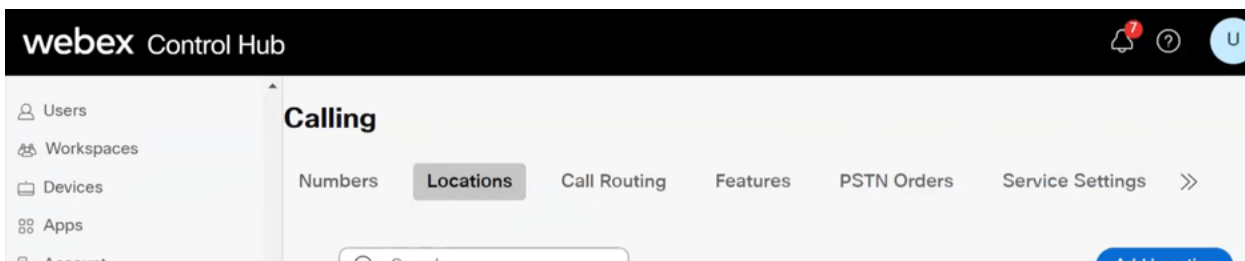 webex Control Hub
7
U
Users
Workspaces
Devices
Apps
Calling
Numbers Locations Call Routing Features PSTN Orders Service Settings